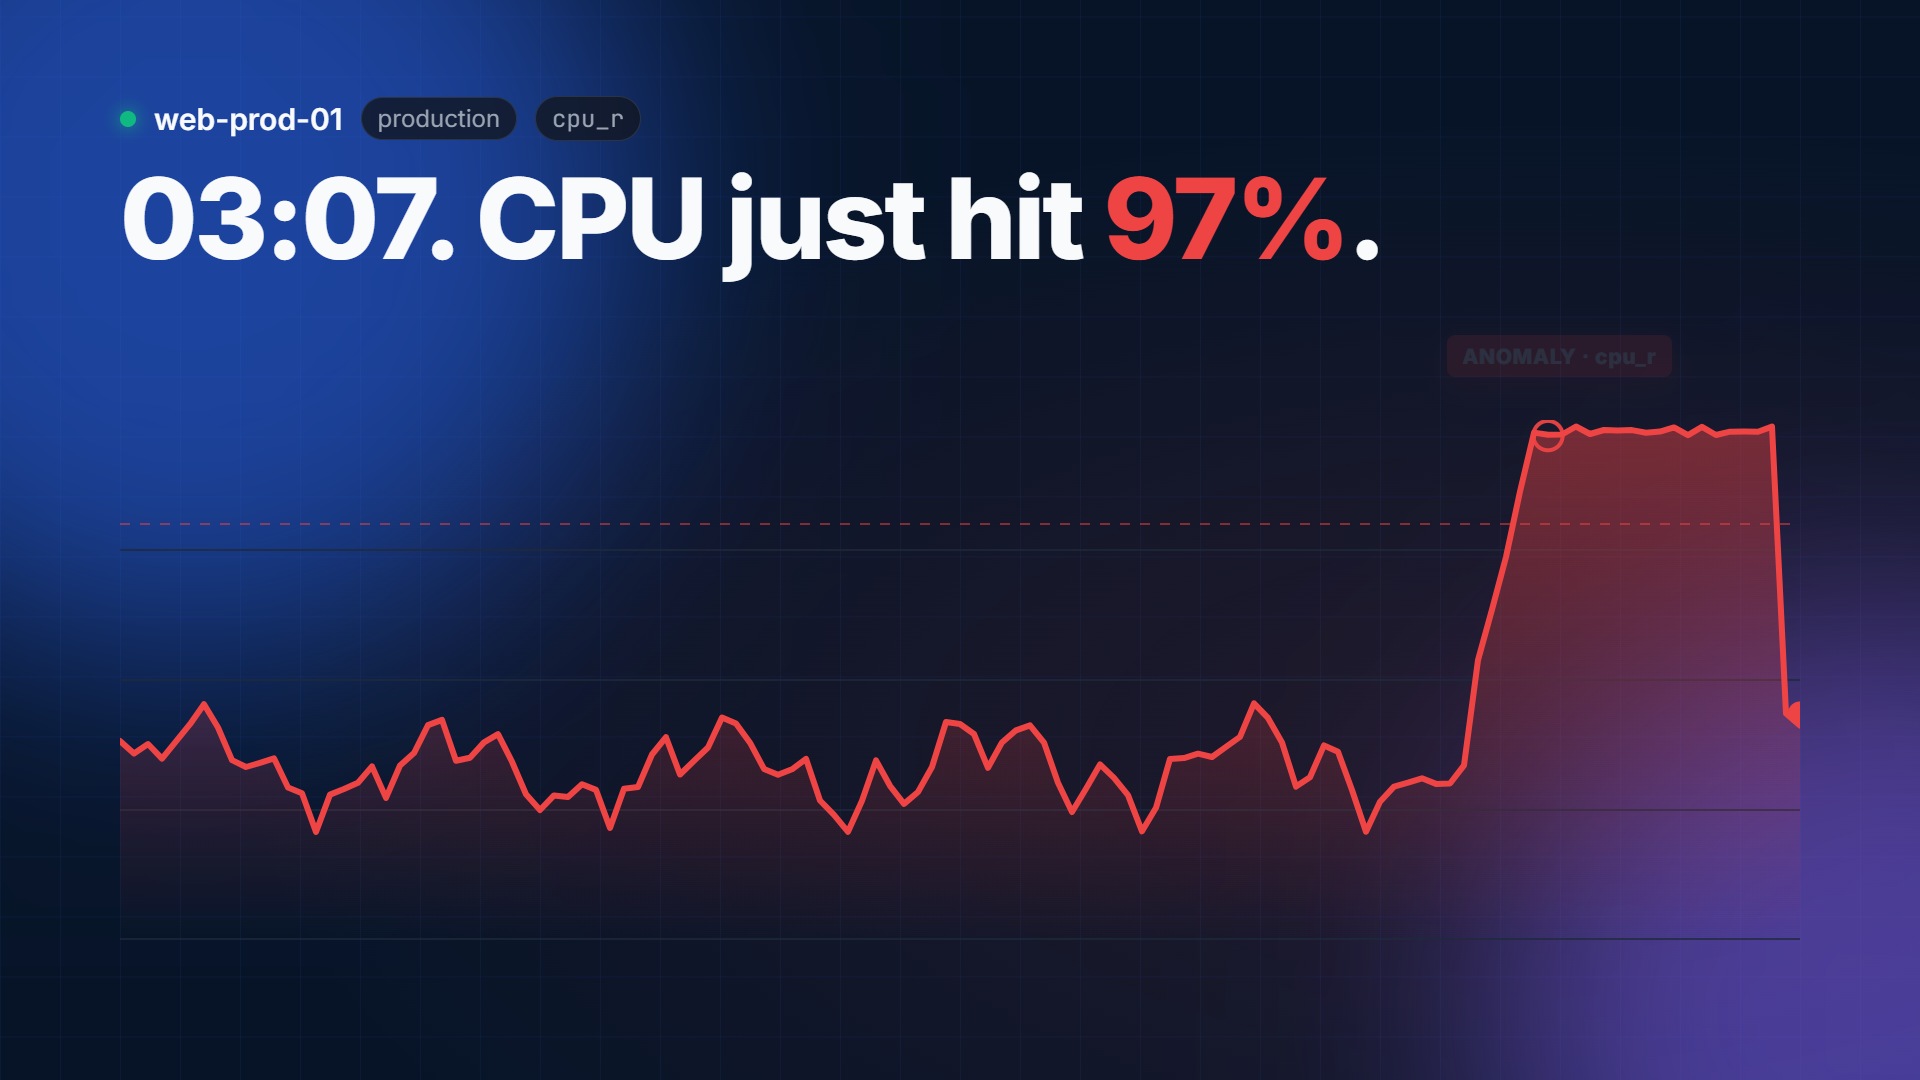 web-prod-01 production cpu_r
03:07. CPU just hit 97%.
ANOMALY · cpu_r